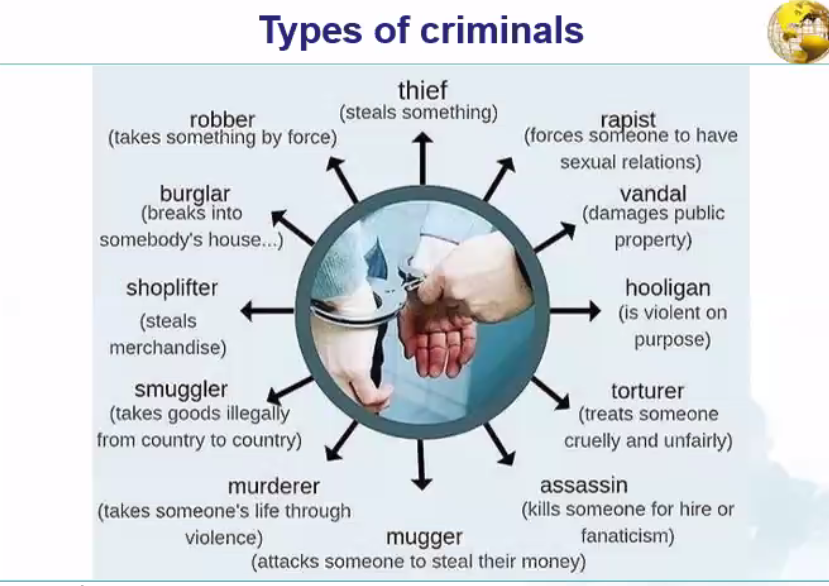 Types of criminals
thief
(steals something)
robber
(takes something by force)
rapist
(forces someone to have
sexual relations)
burglar
(breaks into
somebody's house...)
vandal
(damages public
property)
shoplifter
(steals
merchandise)
hooligan
(is violent on
purpose)
smuggler
(takes goods illegally
from country to country)
torturer
(treats someone
cruelly and unfairly)
murderer
(takes someone's life through
violence)
assassin
(kills someone for hire or
fanaticism)
mugger
(attacks someone to steal their money)